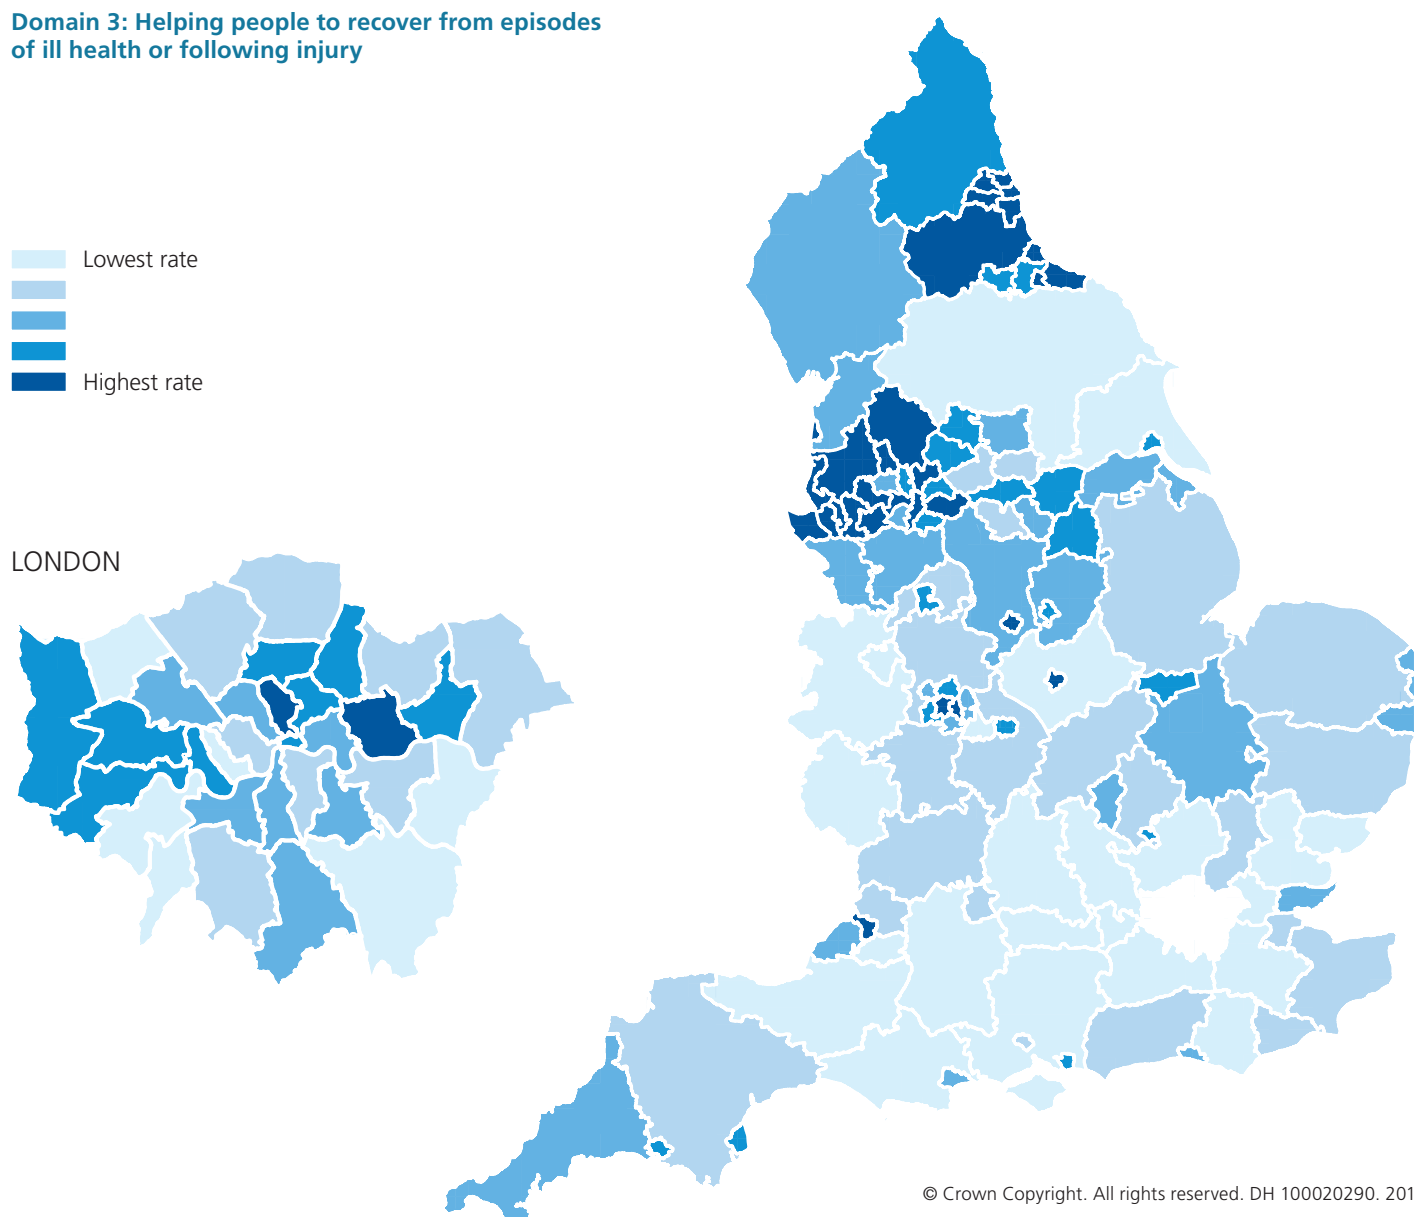 Domain 3: Helping people to recover from episodes
of ill health or following injury
Lowest rate
Highest rate
LONDON
© Crown Copyright. All rights reserved. DH 100020290. 201